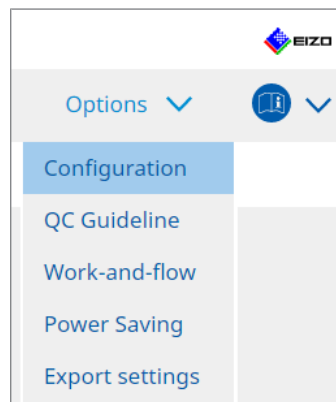 EIZO
Options
Configuration
QC Guideline
Work-and-flow
Power Saving
Export settings